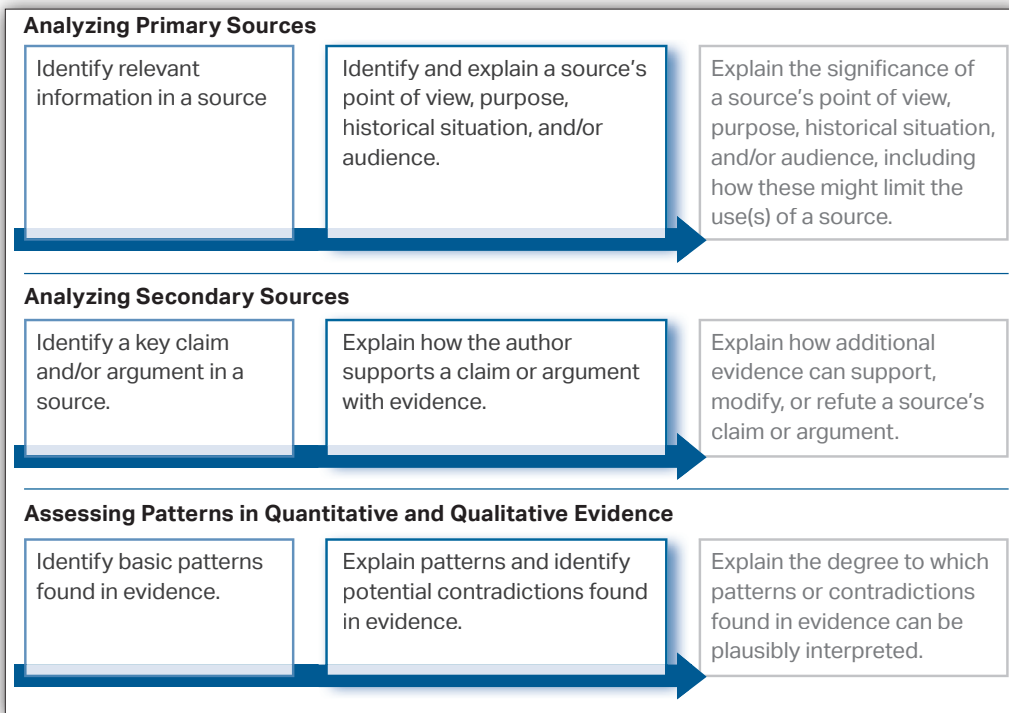 Analyzing Primary Sources
Identify relevant
information in a source
Identify and explain a source's
point of view, purpose,
historical situation, and/or
audience.
Explain the significance of
a source's point of view,
purpose, historical situation,
and/or audience, including
how these might limit the
use(s) of a source.
Analyzing Secondary Sources
Identify a key claim
and/or argument in a
source.
Explain how the author
supports a claim or argument
with evidence.
Explain how additional
evidence can support,
modify, or refute a source's
claim or argument.
Assessing Patterns in Quantitative and Qualitative Evidence
Identify basic patterns
found in evidence.
Explain patterns and identify
potential contradictions found
in evidence.
Explain the degree to which
patterns or contradictions
found in evidence can be
plausibly interpreted.